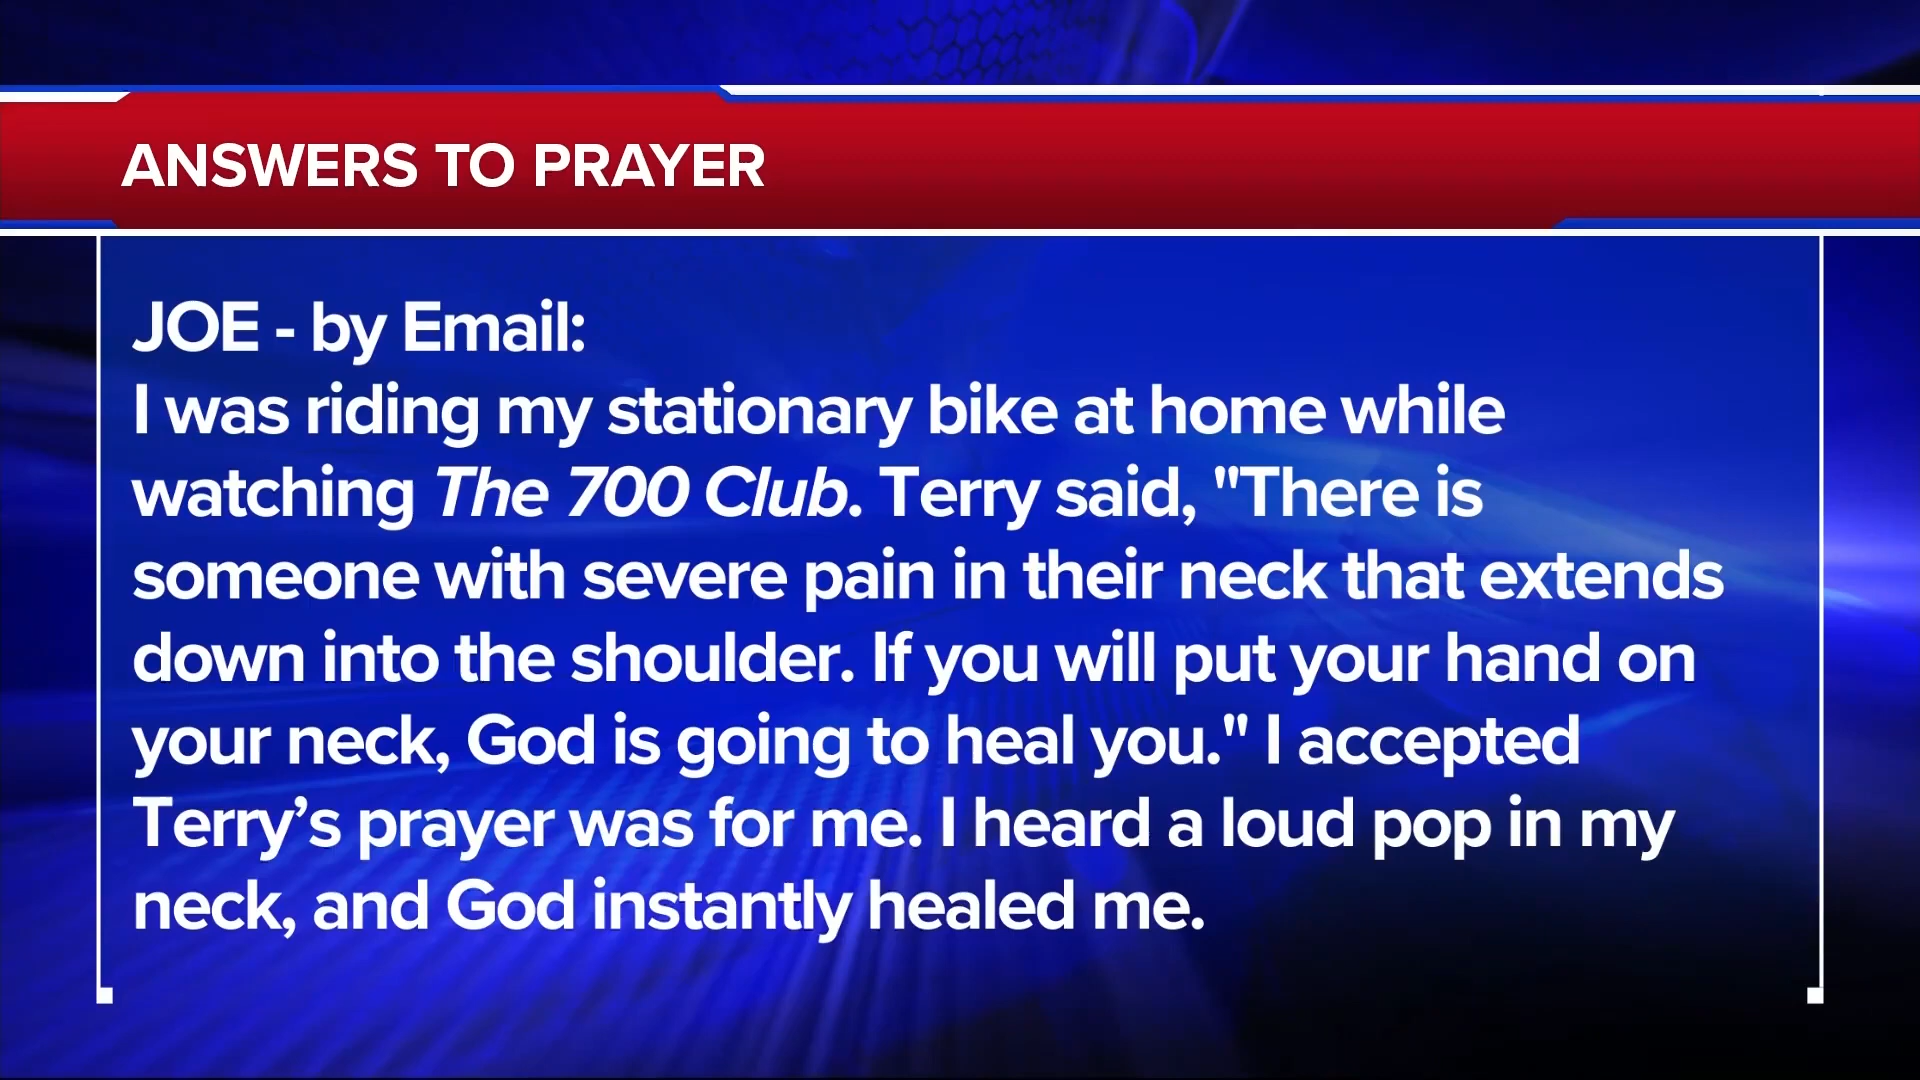 ANSWERS TO PRAYER
JOE - by Email:
I was riding my stationary bike at home while
watching The 700 Club. Terry said, "There is
someone with severe pain in their neck that extends
down into the shoulder. If you will put your hand on
your neck, God is going to heal you." I accepted
Terry’s prayer was for me. I heard a loud pop in my
neck, and God instantly healed me.